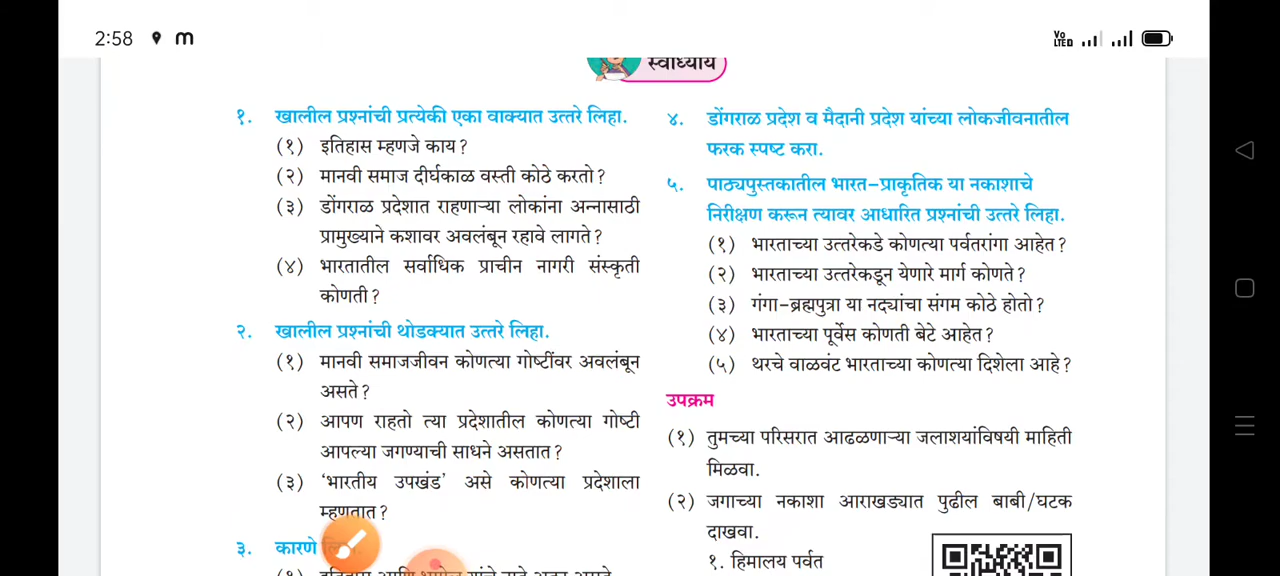 2:58 m
Vo
LTE
स्वाध्याय
१. खालील प्रश्नांची प्रत्येकी एका वाक्यात उत्तरे लिहा.
(१) इतिहास म्हणजे काय ?
(२) मानवी समाज दीर्घकाळ वस्ती कोठे करतो ?
(३) डोंगराळ प्रदेशात राहणाऱ्या लोकांना अन्नासाठी
प्रामुख्याने कशावर अवलंबून रहावे लागते ?
(४) भारतातील सर्वाधिक प्राचीन नागरी संस्कृती
कोणती ?
२. खालील प्रश्नांची थोडक्यात उत्तरे लिहा.
(१) मानवी समाजजीवन कोणत्या गोष्टींवर अवलंबून
असते ?
(२) आपण राहतो त्या प्रदेशातील कोणत्या गोष्टी
आपल्या जगण्याची साधने असतात ?
(३) ‘भारतीय उपखंड’ असे कोणत्या प्रदेशाला
म्हणतात ?
३. कारणे
४. डोंगराळ प्रदेश व मैदानी प्रदेश यांच्या लोकजीवनातील
फरक स्पष्ट करा.
५. पाठ्यपुस्तकातील भारत-प्राकृतिक या नकाशाचे
निरीक्षण करून त्यावर आधारित प्रश्नांची उत्तरे लिहा.
(१) भारताच्या उत्तरेकडे कोणत्या पर्वतरांगा आहेत ?
(२) भारताच्या उत्तरेकडून येणारे मार्ग कोणते ?
(३) गंगा-ब्रह्मपुत्रा या नद्यांचा संगम कोठे होतो ?
(४) भारताच्या पूर्वेस कोणती बेटे आहेत ?
(५) थरचे वाळवंट भारताच्या कोणत्या दिशेला आहे ?
उपक्रम
(१) तुमच्या परिसरात आढळणाऱ्या जलाशयांविषयी माहिती
मिळवा.
(२) जगाच्या नकाशा आराखड्यात पुढील बाबी/घटक
दाखवा.
१. हिमालय पर्वत